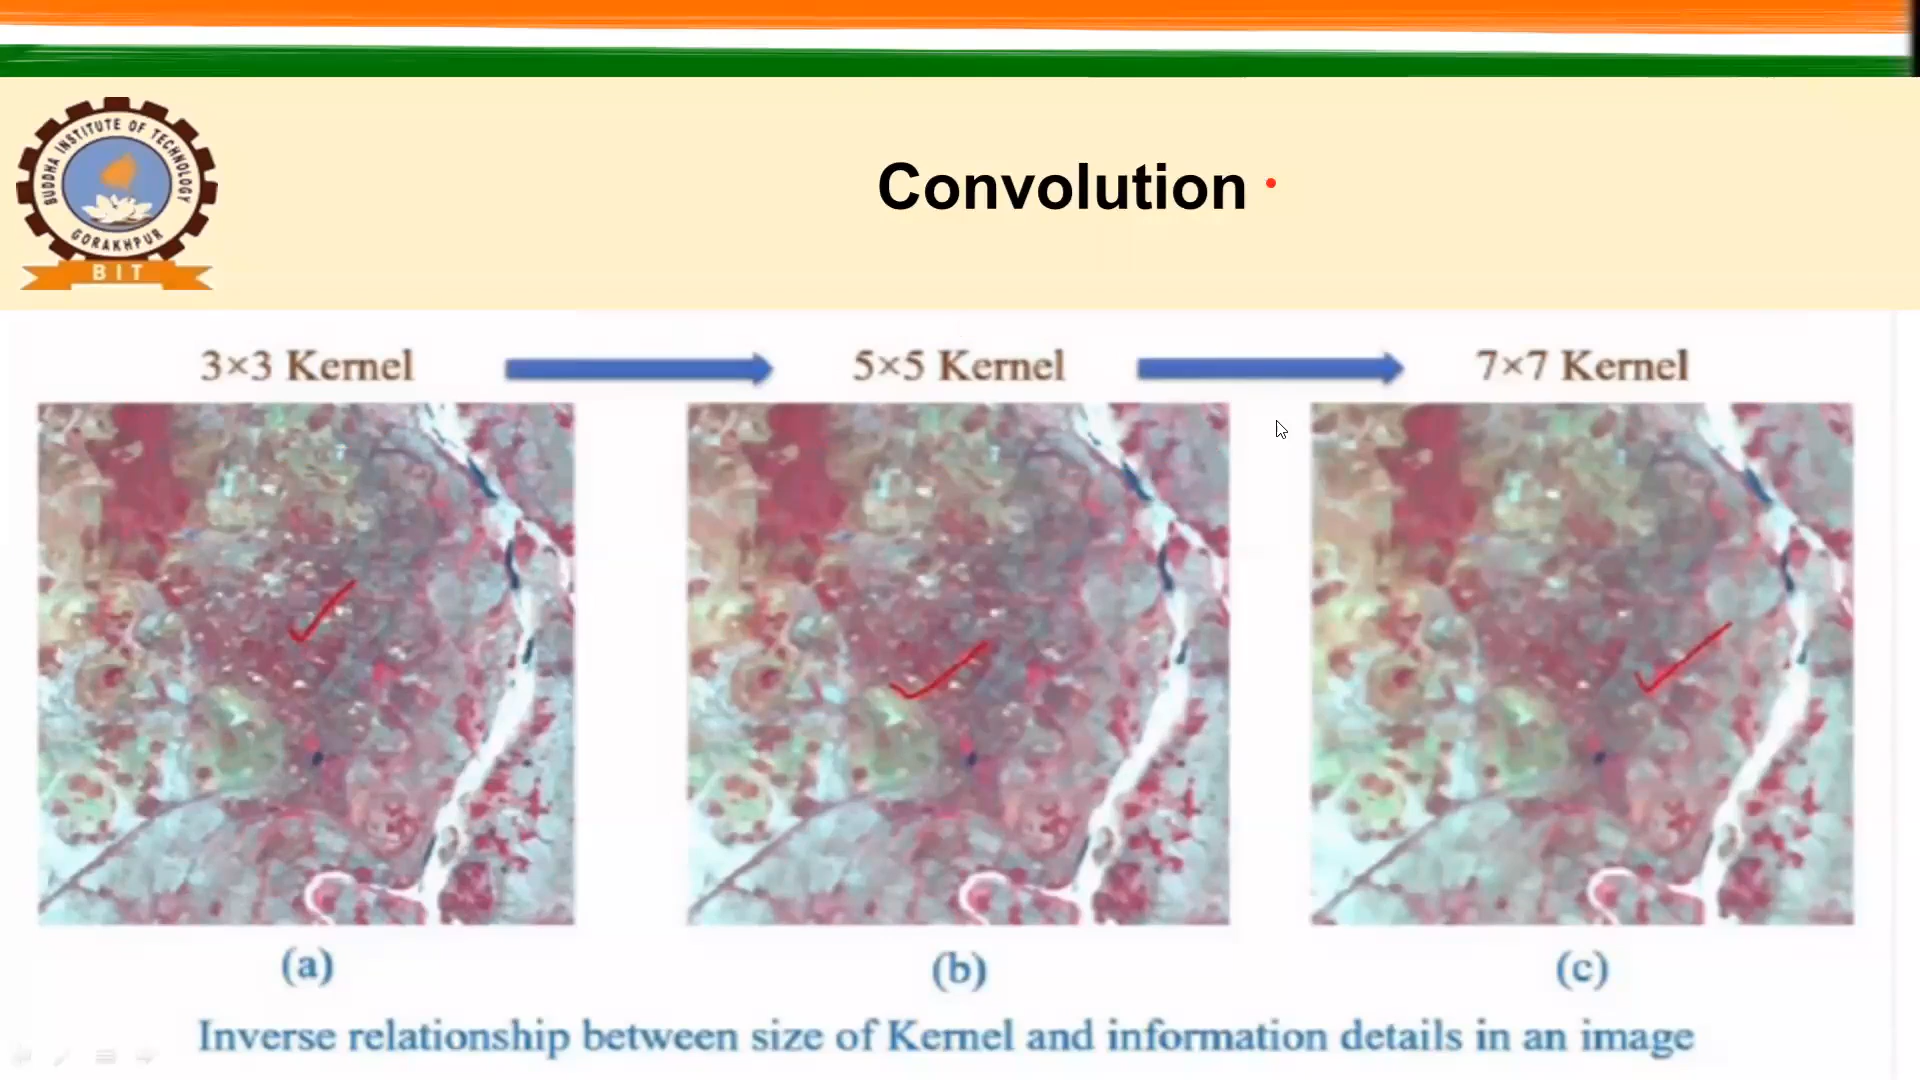 BUDDHA INSTITUTE OF TECHNOLOGY
GORAKHPUR
BIT
Convolution
3×3 Kernel
5×5 Kernel
7×7 Kernel
(a)
(b)
(c)
Inverse relationship between size of Kernel and information details in an image